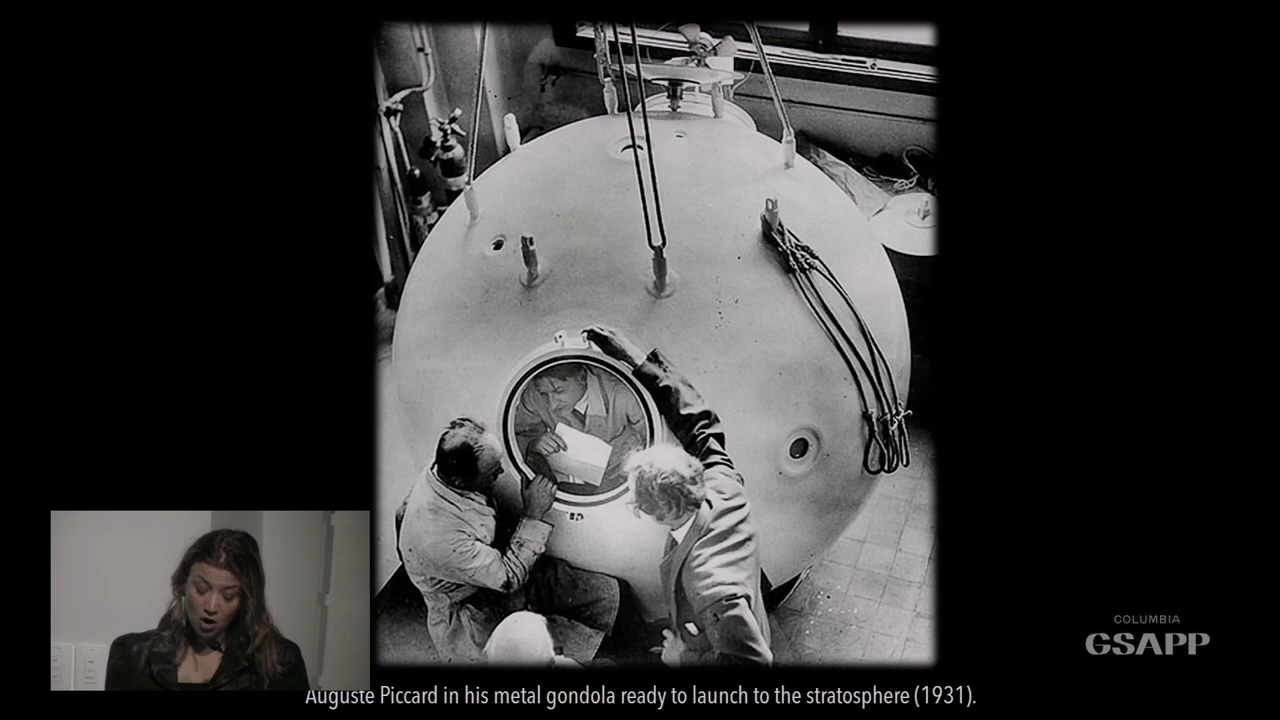 COLUMBIA
GSAPP
Auguste Piccard in his metal gondola ready to launch to the stratosphere (1931).